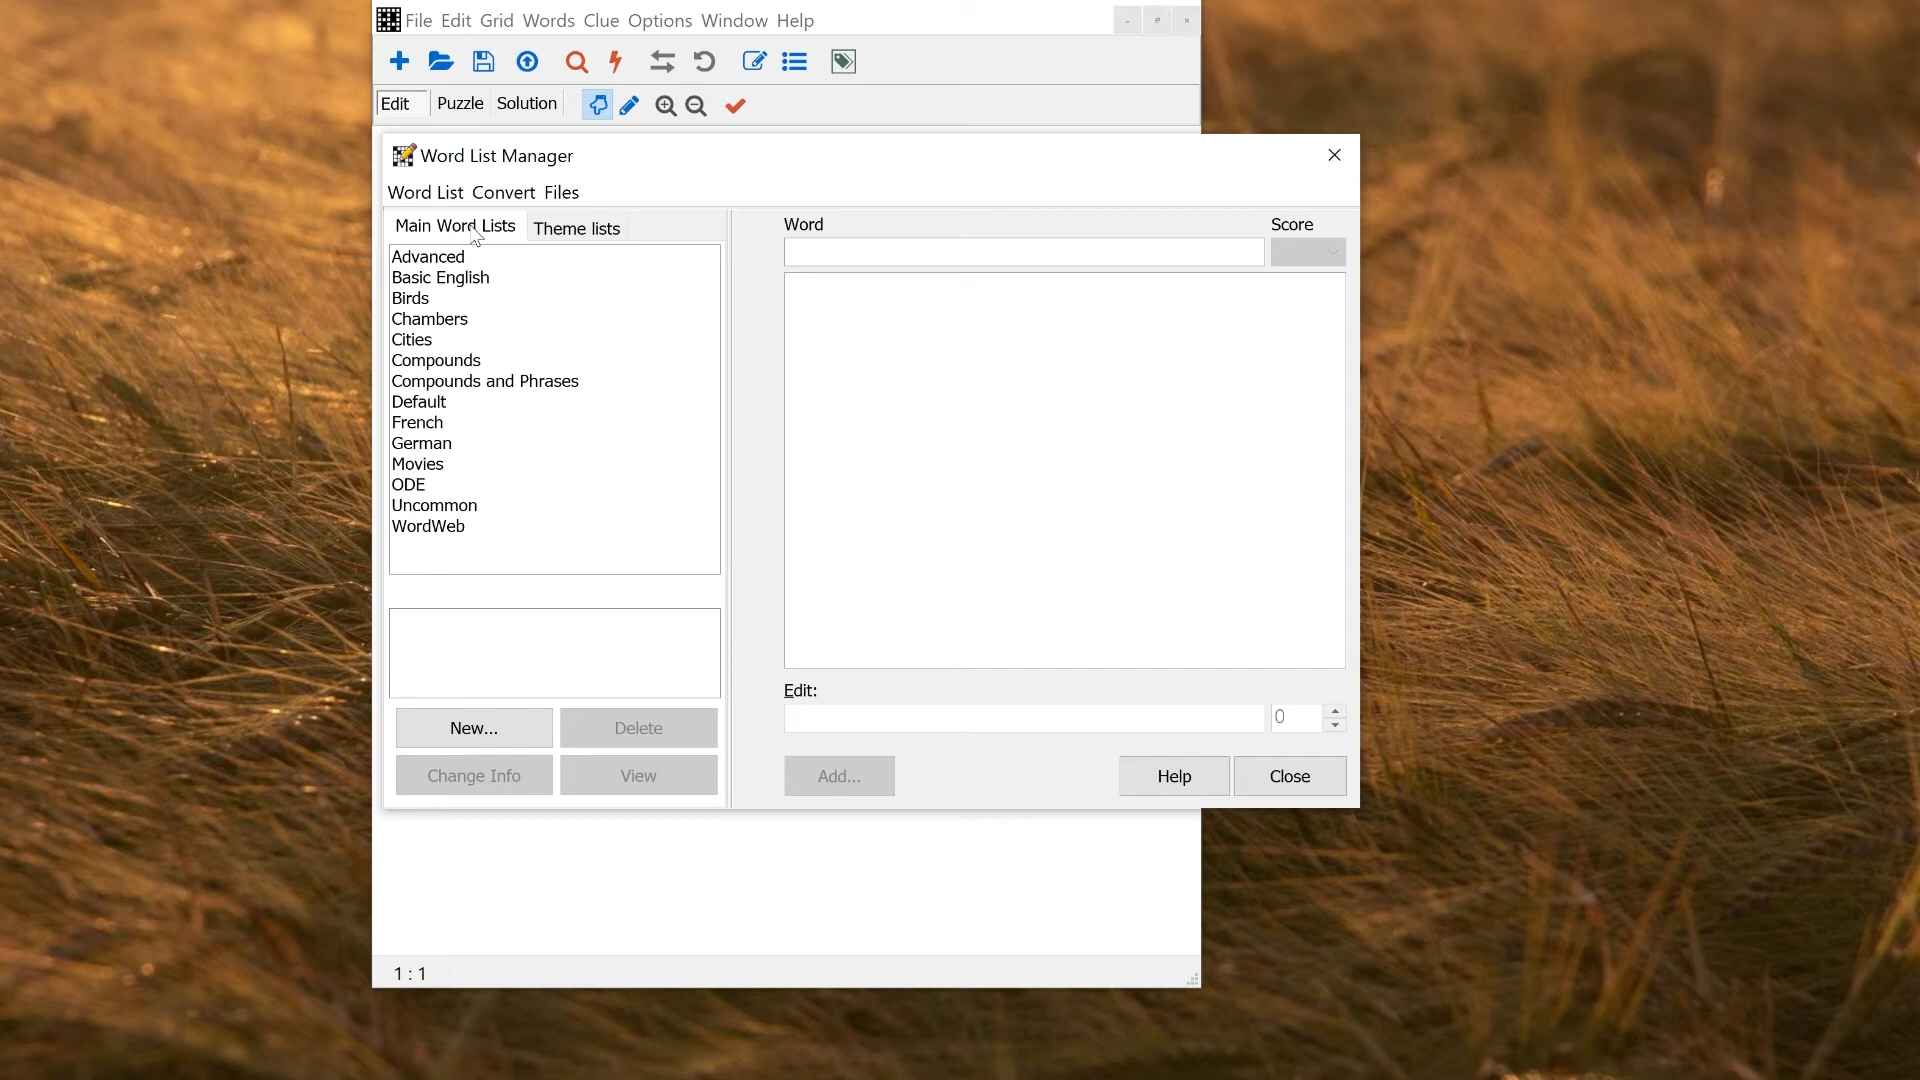 File Edit Grid Words Clue Options Window Help
Edit Puzzle Solution
Word List Manager
Word List Convert Files
Main Word Lists Theme lists
Advanced
Basic English
Birds
Chambers
Cities
Compounds
Compounds and Phrases
Default
French
German
Movies
ODE
Uncommon
WordWeb
New... Delete
Change Info View
Word Score
Edit:
0
Add... Help Close
1 : 1